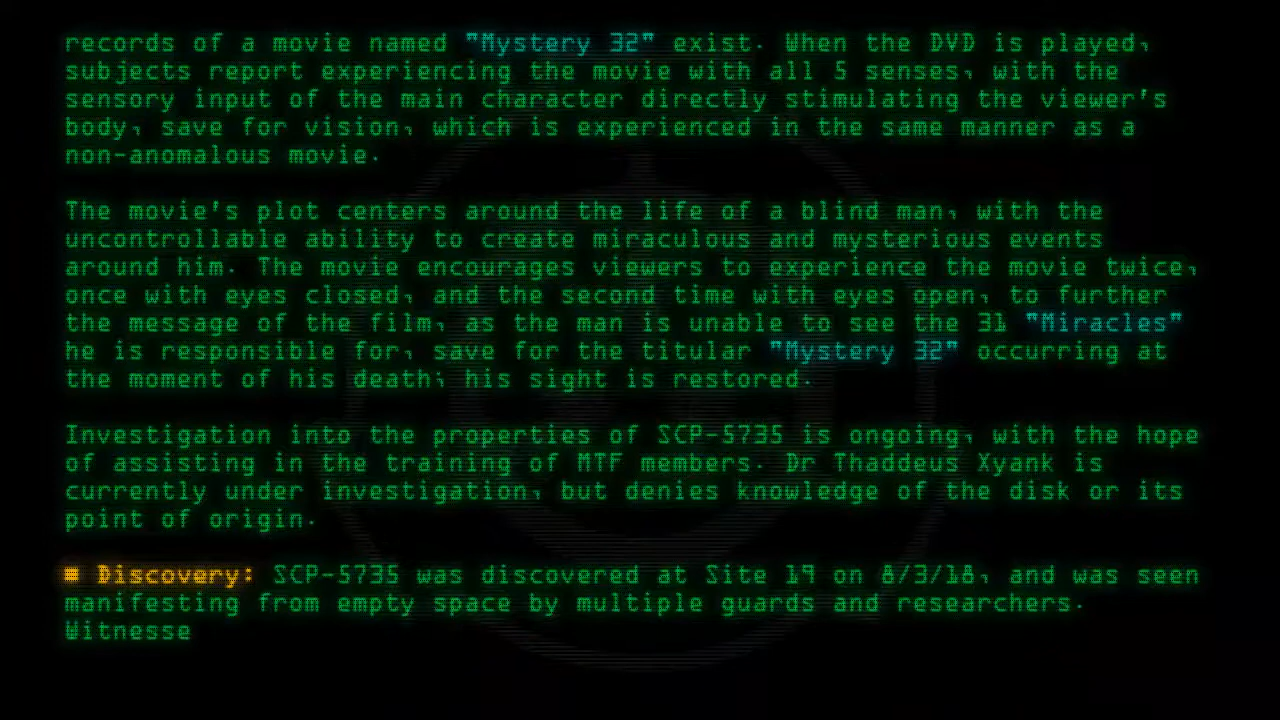 records of a movie named "Mystery 32" exist. When the DVD is played,
subjects report experiencing the movie with all 5 senses, with the
sensory input of the main character directly stimulating the viewer's
body, save for vision, which is experienced in the same manner as a
non-anomalous movie.
The movie's plot centers around the life of a blind man, with the
uncontrollable ability to create miraculous and mysterious events
around him. The movie encourages viewers to experience the movie twice,
once with eyes closed, and the second time with eyes open, to further
the message of the film, as the man is unable to see the 31 "Miracles"
he is responsible for, save for the titular "Mystery 32" occurring at
the moment of his death; his sight is restored.
Investigation into the properties of SCP-5735 is ongoing, with the hope
of assisting in the training of MTF members. Dr Thaddeus Xyank is
currently under investigation, but denies knowledge of the disk or its
point of origin.
■ Discovery: SCP-5735 was discovered at Site 19 on 8/3/18, and was seen
manifesting from empty space by multiple guards and researchers.
Witnesse